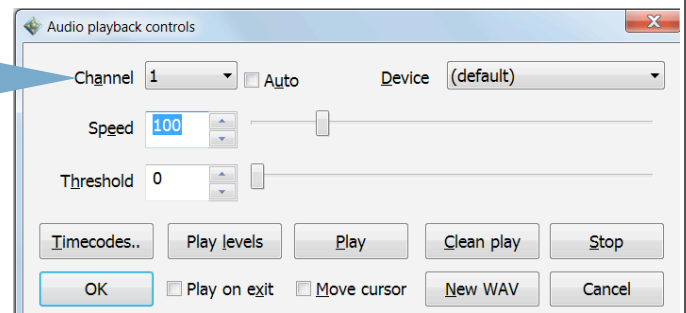 Audio playback controls
Channel 1 Auto Device (default)
Speed 100
Threshold 0
Timecodes.. Play levels Play Clean play Stop
OK Play on exit Move cursor New WAV Cancel